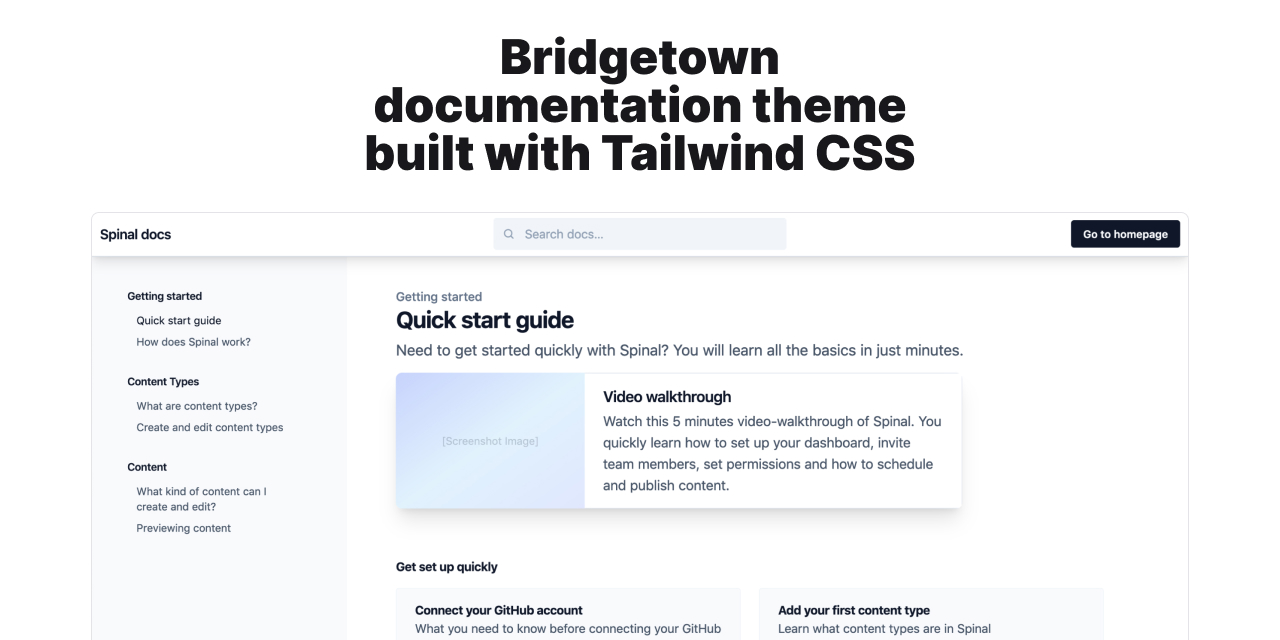 Bridgetown
documentation theme
built with Tailwind CSS
Spinal docs
Search docs...
Go to homepage
Getting started
Quick start guide
How does Spinal work?
Content Types
What are content types?
Create and edit content types
Content
What kind of content can I
create and edit?
Previewing content
Getting started
Quick start guide
Need to get started quickly with Spinal? You will learn all the basics in just minutes.
[Screenshot Image]
Video walkthrough
Watch this 5 minutes video-walkthrough of Spinal. You
quickly learn how to set up your dashboard, invite
team members, set permissions and how to schedule
and publish content.
Get set up quickly
Connect your GitHub account
What you need to know before connecting your GitHub
Add your first content type
Learn what content types are in Spinal